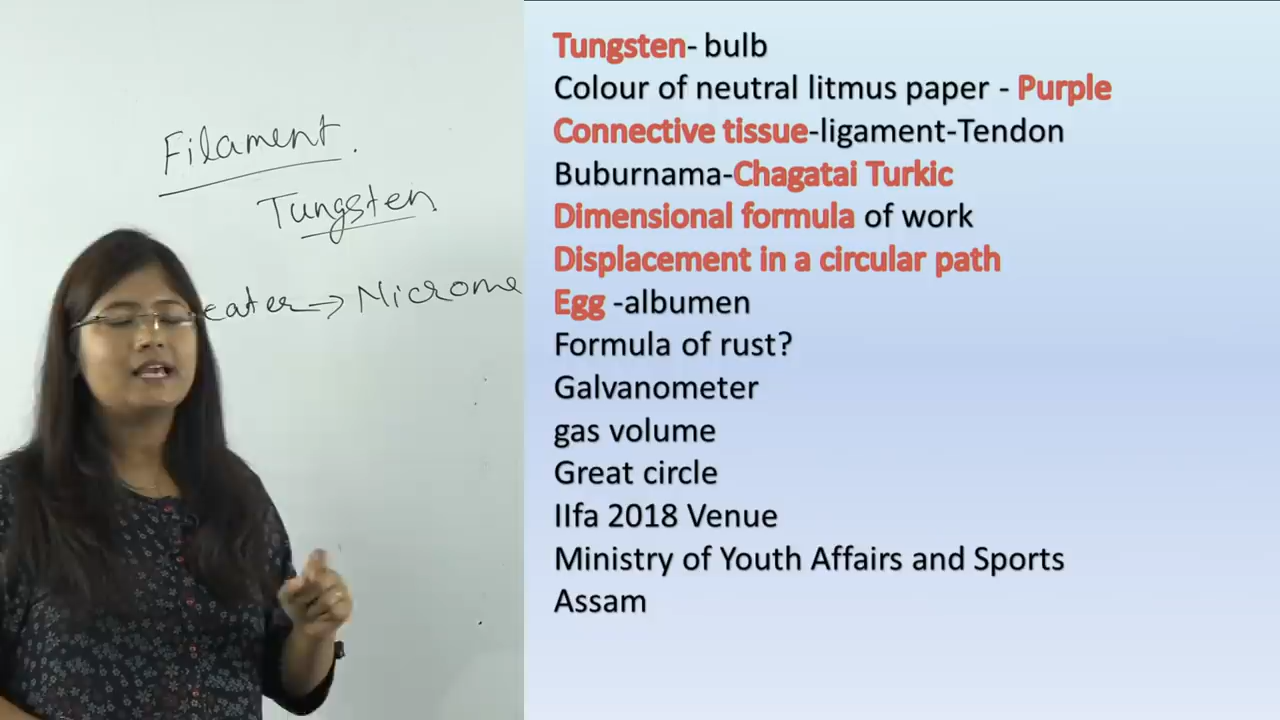 Filament.
Tungsten
eater → Microme
Tungsten- bulb
Colour of neutral litmus paper - Purple
Connective tissue-ligament-Tendon
Buburnama-Chagatai Turkic
Dimensional formula of work
Displacement in a circular path
Egg -albumen
Formula of rust?
Galvanometer
gas volume
Great circle
IIfa 2018 Venue
Ministry of Youth Affairs and Sports
Assam